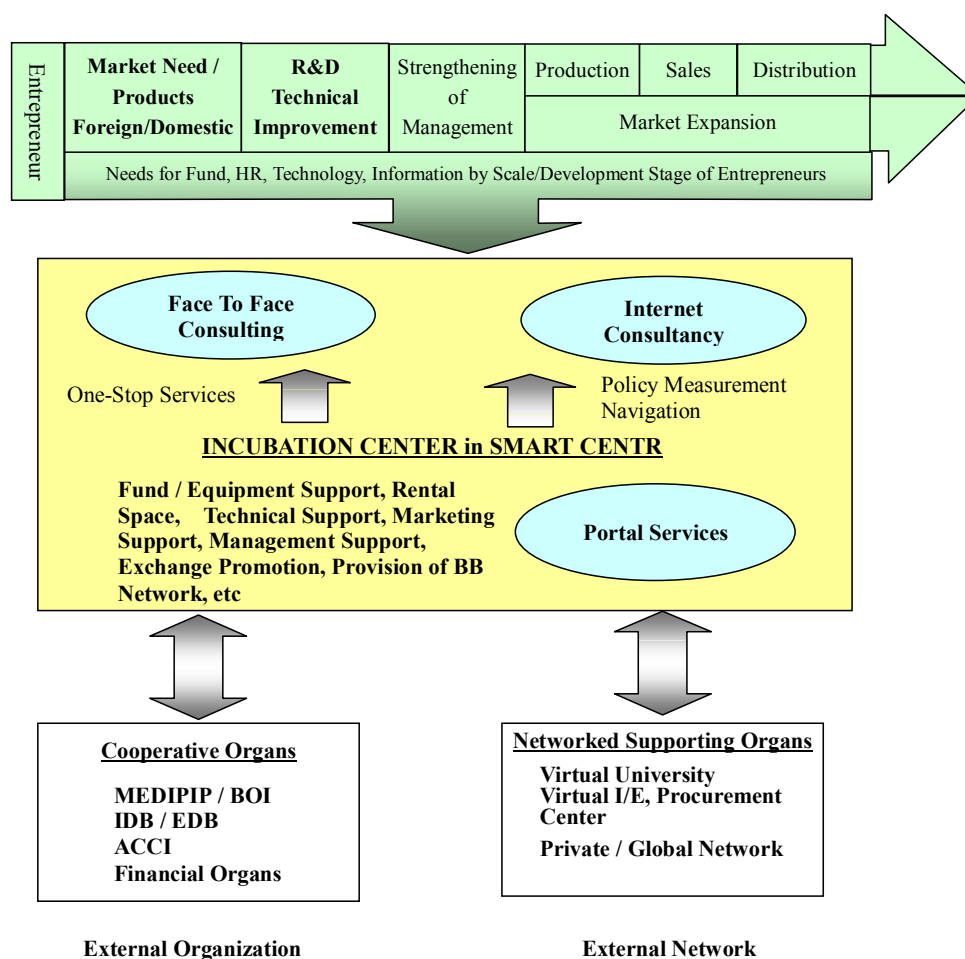 Entrepreneur
Market Need /
Products
Foreign/Domestic
R&D
Technical
Improvement
Strengthening
of
Management
Production
Sales
Distribution
Market Expansion
Needs for Fund, HR, Technology, Information by Scale/Development Stage of Entrepreneurs
Face To Face
Consulting
Internet
Consultancy
One-Stop Services
Policy Measurement
Navigation
INCUBATION CENTER in SMART CENTR
Fund / Equipment Support, Rental
Space, Technical Support, Marketing
Support, Management Support,
Exchange Promotion, Provision of BB
Network, etc
Portal Services
Cooperative Organs
MEDIPIP / BOI
IDB / EDB
ACCI
Financial Organs
Networked Supporting Organs
Virtual University
Virtual I/E, Procurement
Center
Private / Global Network
External Organization
External Network